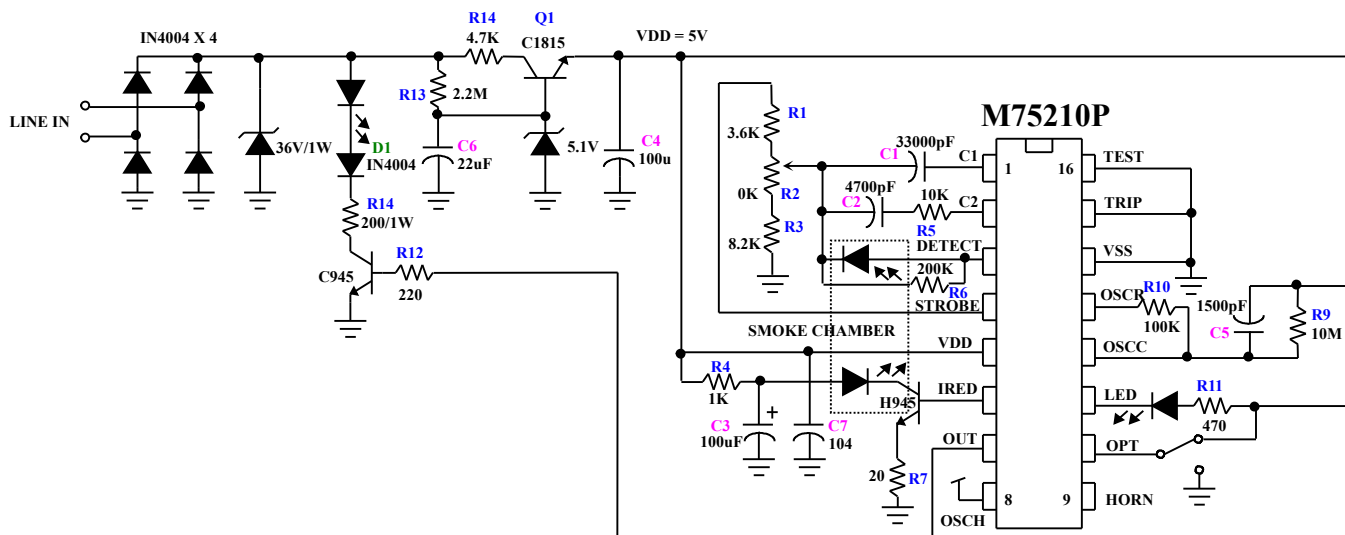 R14
Q1
IN4004 X 4
4.7K
C1815
VDD = 5V
R13
2.2M
LINE IN
36V/1W
D1
IN4004
C6
22uF
5.1V
C4
100u
R14
200/1W
C945
R12
220
M75210P
R1
3.6K
R2
0K
R3
8.2K
33000pF
C1
C1
4700pF
C2
10K
R5
C2
DETECT
200K
R6
STROBE
SMOKE CHAMBER
VDD
R4
1K
IRED
H945
C3
+
100uF
C7
104
OUT
20
R7
OSCH
1
16
8
9
TEST
TRIP
VSS
OSCR
R10
100K
OSCC
1500pF
C5
R9
10M
LED
R11
470
OPT
HORN